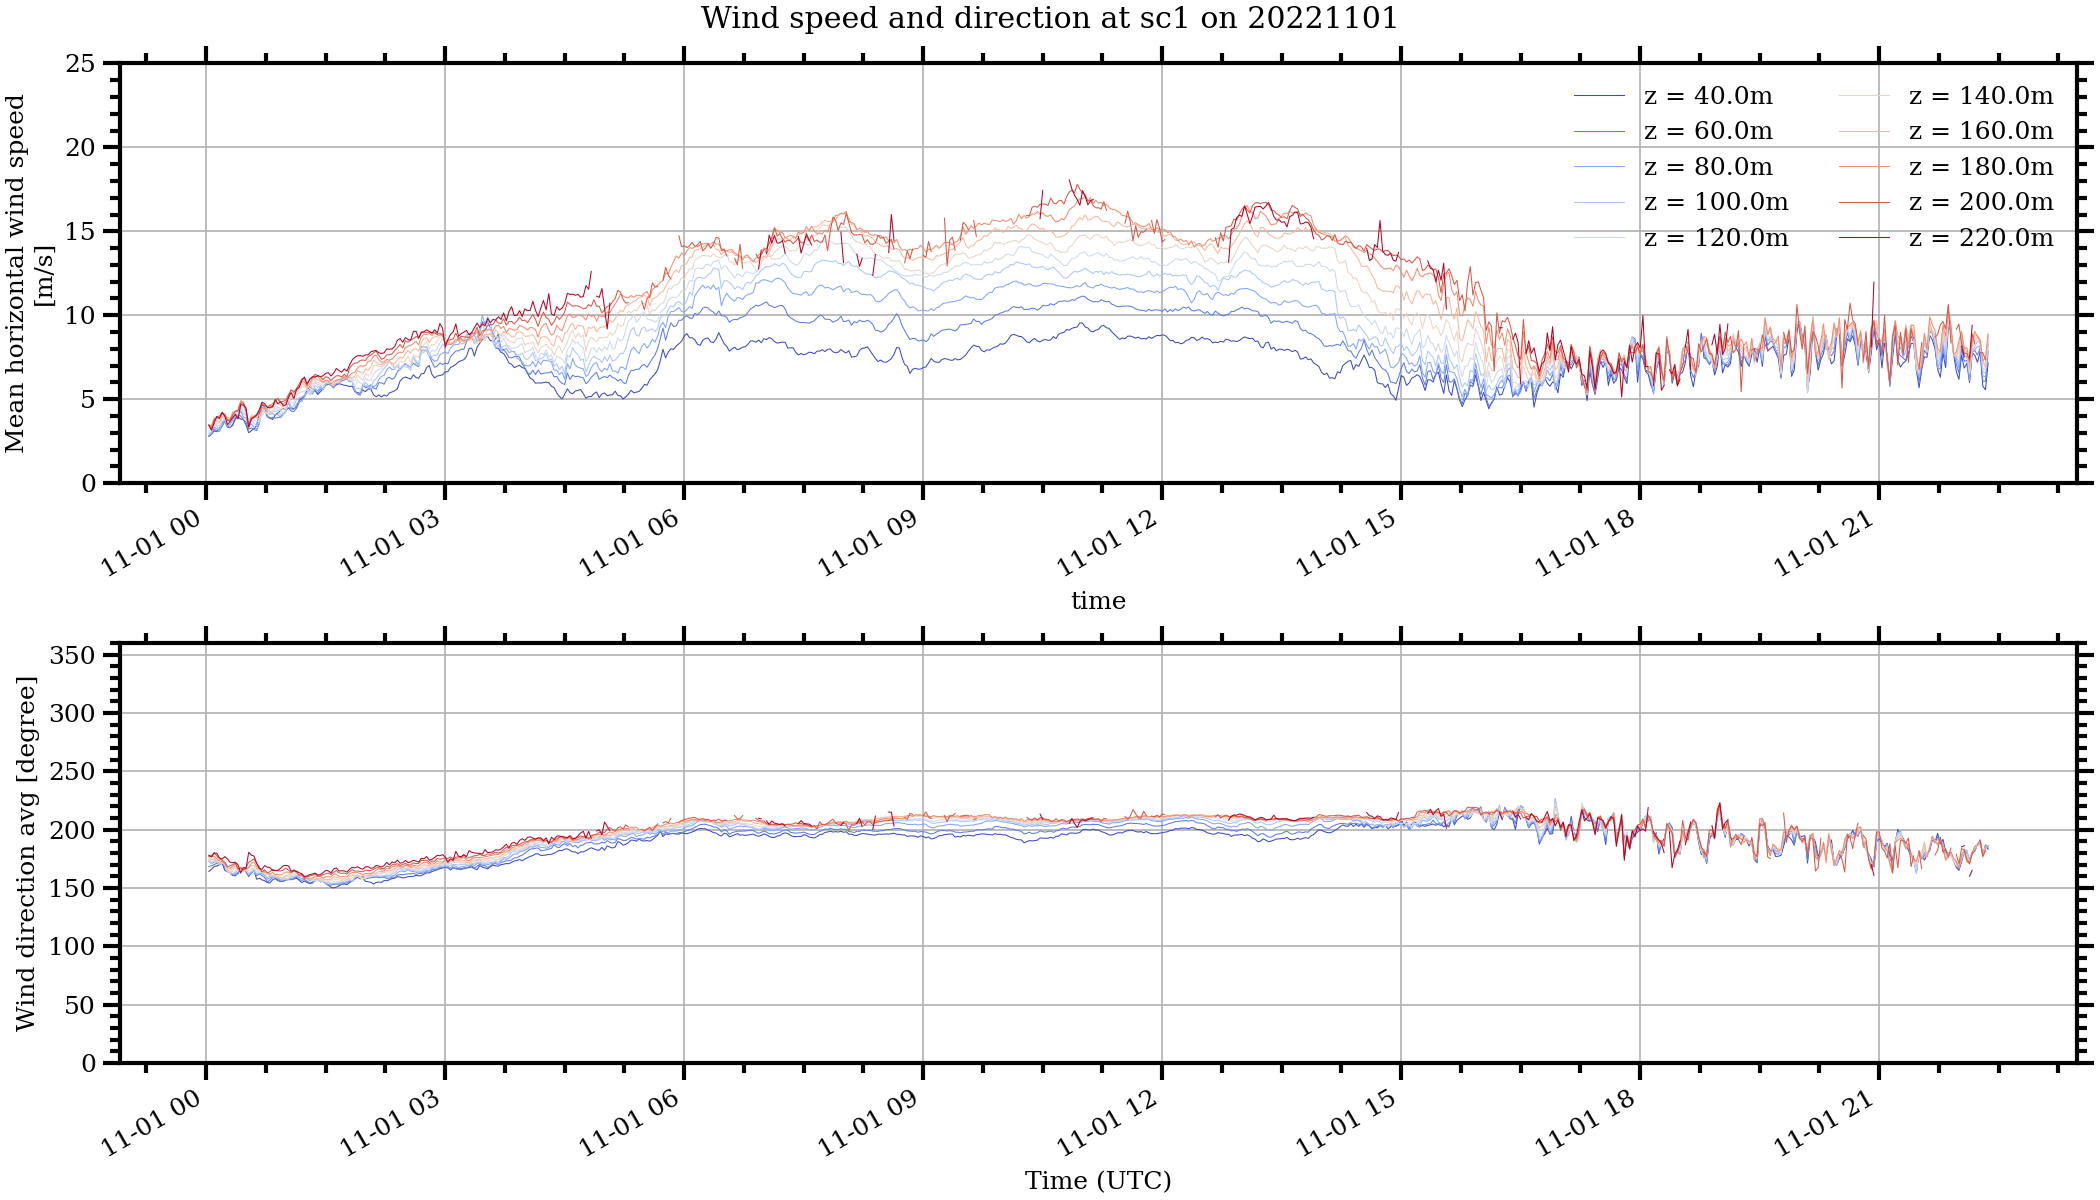 Wind speed and direction at sc1 on 20221101
Mean horizontal wind speed
[m/s]
25
20
15
10
5
0
z = 40.0m
z = 60.0m
z = 80.0m
z = 100.0m
z = 120.0m
z = 140.0m
z = 160.0m
z = 180.0m
z = 200.0m
z = 220.0m
11-01 00
11-01 03
11-01 06
11-01 09
11-01 12
11-01 15
11-01 18
11-01 21
time
Wind direction avg [degree]
350
300
250
200
150
100
50
0
11-01 00
11-01 03
11-01 06
11-01 09
11-01 12
11-01 15
11-01 18
11-01 21
Time (UTC)